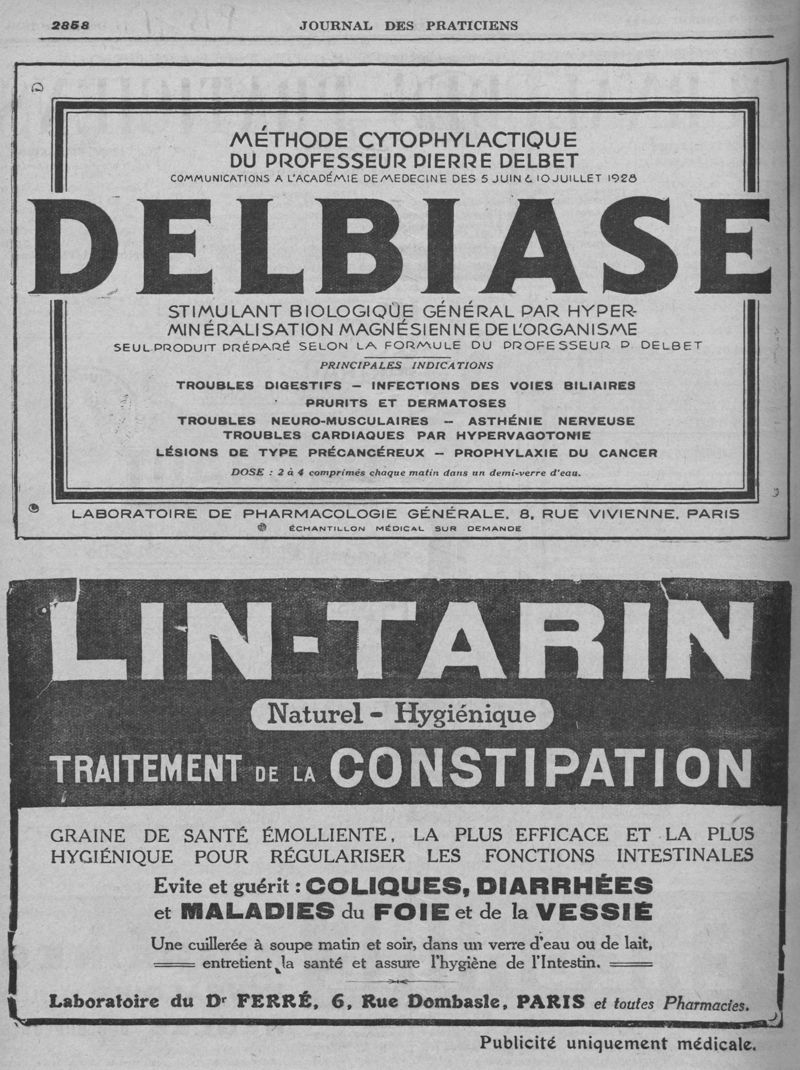 2858
JOURNAL DES PRATICIENS
MÉTHODE CYTOPHYLACTIQUE
DU PROFESSEUR PIERRE DELBET
COMMUNICATIONS A L'ACADÉMIE DE MEDECINE DES 5 JUIN & 10 JUILLET 1928
DELBIASE
STIMULANT BIOLOGIQUE GÉNÉRAL PAR HYPER-
MINÉRALISATION MAGNÉSIENNE DE L'ORGANISME
SEUL PRODUIT PRÉPARÉ SELON LA FORMULE DU PROFESSEUR P. DELBET
PRINCIPALES INDICATIONS
TROUBLES DIGESTIFS — INFECTIONS DES VOIES BILIAIRES
PRURITS ET DERMATOSES
TROUBLES NEURO-MUSCULAIRES — ASTHÉNIE NERVEUSE
TROUBLES CARDIAQUES PAR HYPERVAGOTONIE
LÉSIONS DE TYPE PRÉCANCÉREUX — PROPHYLAXIE DU CANCER
DOSE : 2 à 4 comprimés chaque matin dans un demi-verre d'eau.
LABORATOIRE DE PHARMACOLOGIE GÉNÉRALE, 8, RUE VIVIENNE, PARIS
ÉCHANTILLON MÉDICAL SUR DEMANDE
LIN-TARIN
Naturel - Hygiénique
TRAITEMENT DE LA CONSTIPATION
GRAINE DE SANTÉ ÉMOLLIENTE, LA PLUS EFFICACE ET LA PLUS
HYGIÉNIQUE POUR RÉGULARISER LES FONCTIONS INTESTINALES
Evite et guérit : COLIQUES, DIARRHÉES
et MALADIES du FOIE et de la VESSIE
Une cuillerée à soupe matin et soir, dans un verre d'eau ou de lait,
entretient la santé et assure l'hygiène de l'Intestin.
Laboratoire du Dr FERRÉ, 6, Rue Dombasle, PARIS et toutes Pharmacies.
Publicité uniquement médicale.